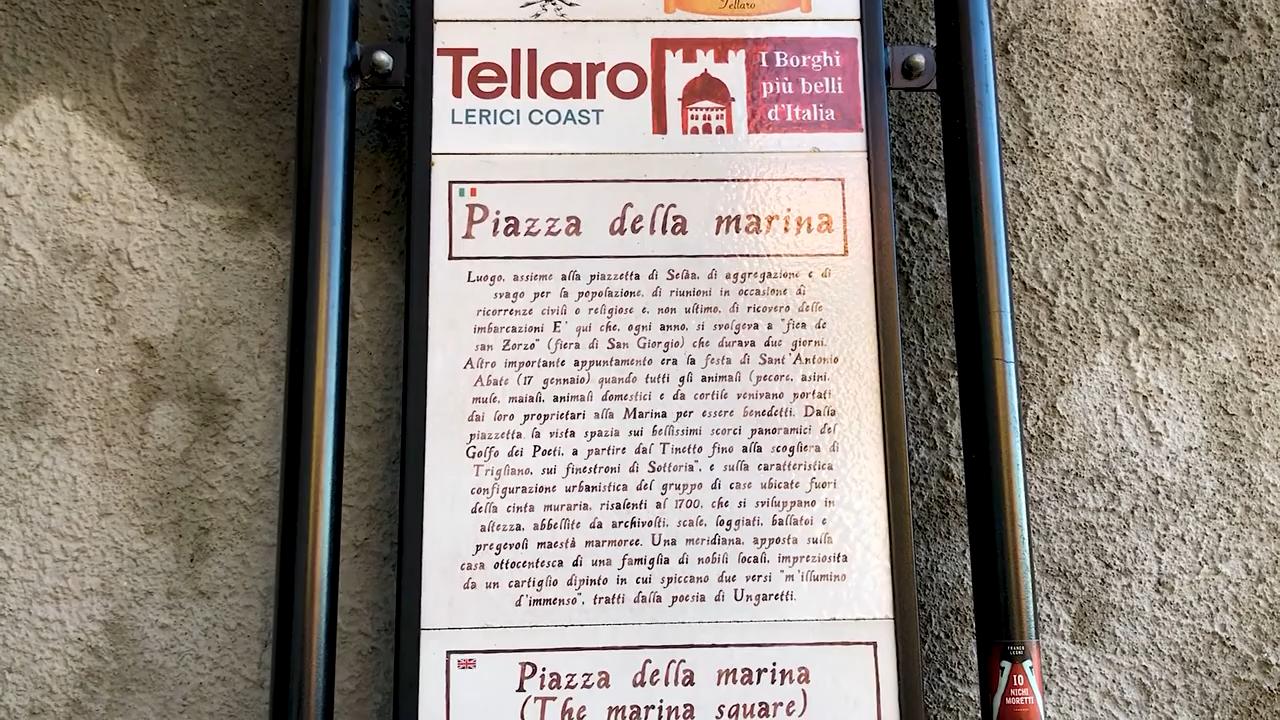 Tellaro
Tellaro
LERICI COAST
I Borghi
più belli
d'Italia
Piazza della marina
Luogo, assieme alla piazzetta di Selàa, di aggregazione e di
svago per la popolazione, di riunioni in occasione di
ricorrenze civili o religiose e, non ultimo, di ricovero delle
imbarcazioni E' qui che, ogni anno, si svolgeva a "fiea de
san Zorzo" (fiera di San Giorgio) che durava due giorni.
Altro importante appuntamento era la festa di Sant'Antonio
Abate (17 gennaio) quando tutti gli animali (pecore, asini,
mule, maiali, animali domestici e da cortile venivano portati
dai loro proprietari alla Marina per essere benedetti. Dalla
piazzetta la vista spazia sui bellissimi scorci panoramici del
Golfo dei Poeti, a partire dal Tinetto fino alla scogliera di
Trigliano, sui finestroni di Sottoria", e sulla caratteristica
configurazione urbanistica del gruppo di case ubicate fuori
della cinta muraria, risalenti al 1700, che si sviluppano in
altezza, abbellite da archivolti, scale, loggiati, ballatoi e
pregevoli maestà marmoree. Una meridiana, apposta sulla
casa ottocentesca di una famiglia di nobili locali, impreziosita
da un cartiglio dipinto in cui spiccano due versi "m'illumino
d'immenso", tratti dalla poesia di Ungaretti.
Piazza della marina
(The marina square)
FRANCO
LEONI
IO
NICHI
MORETTI